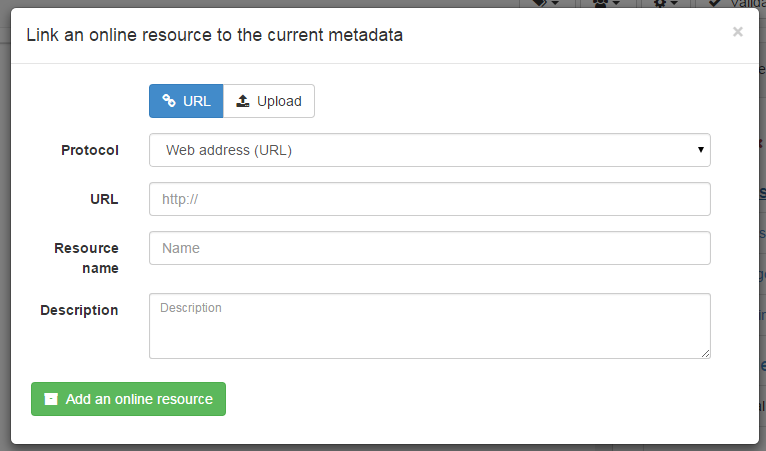 Link an online resource to the current metadata
×
URL Upload
Protocol Web address (URL)
URL http://
Resource name Name
Description Description
Add an online resource